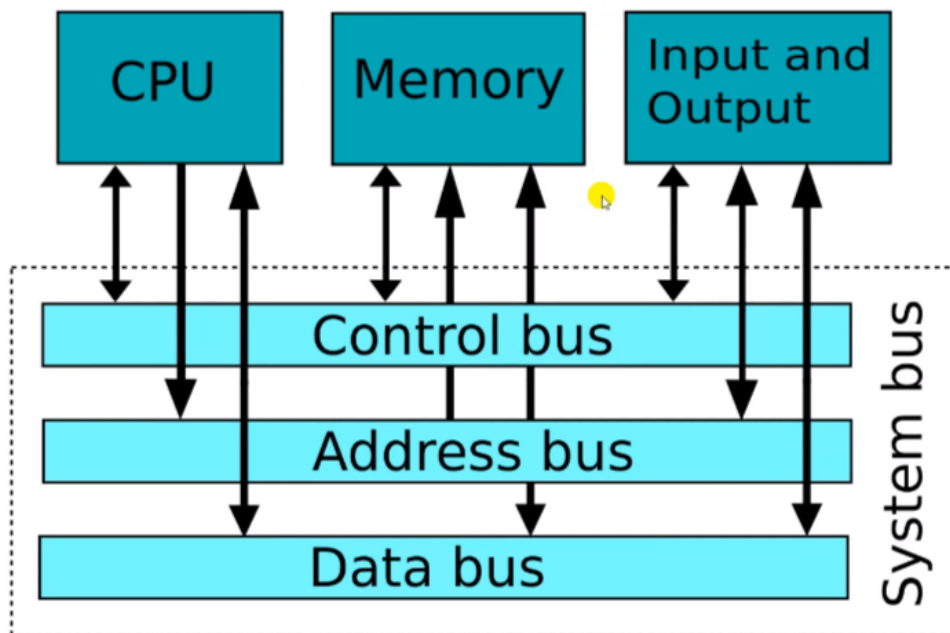 CPU
Memory
Input and
Output
Control bus
Address bus
Data bus
System bus